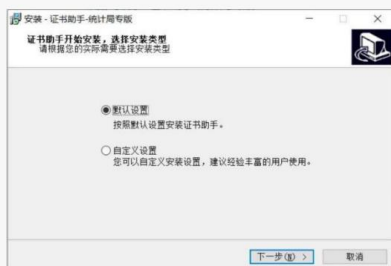 安装 - 证书助手-统计局专版
证书助手开始安装，选择安装类型
请根据您的实际需要选择安装类型
默认设置
按照默认设置安装证书助手。
自定义设置
您可以自定义安装设置，建议经验丰富的用户使用。
下一步(N) >
取消